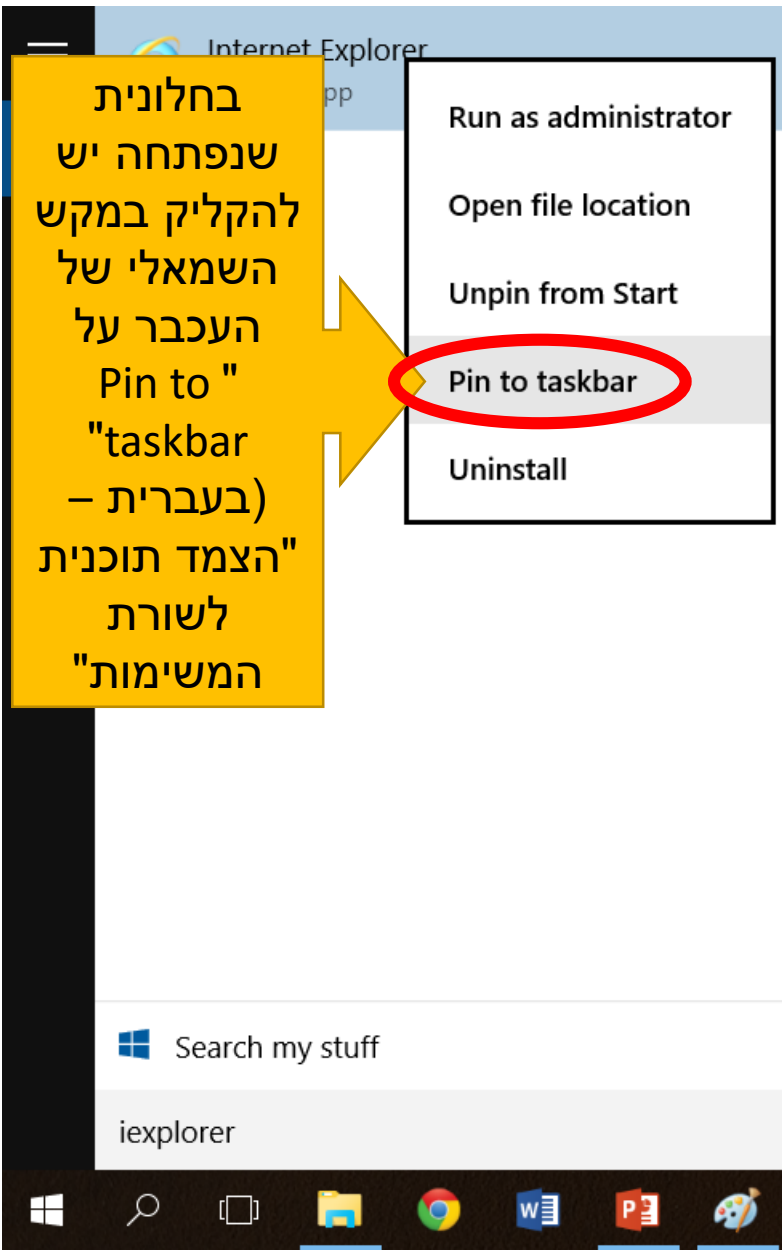 Internet Explorer
pp
בחלונית
שנפתחה יש
להקליק במקש
השמאלי של
העכבר על
" Pin to
taskbar"
(בעברית –
"הצמד תוכנית
לשורת
המשימות"
Run as administrator
Open file location
Unpin from Start
Pin to taskbar
Uninstall
Search my stuff
iexplorer